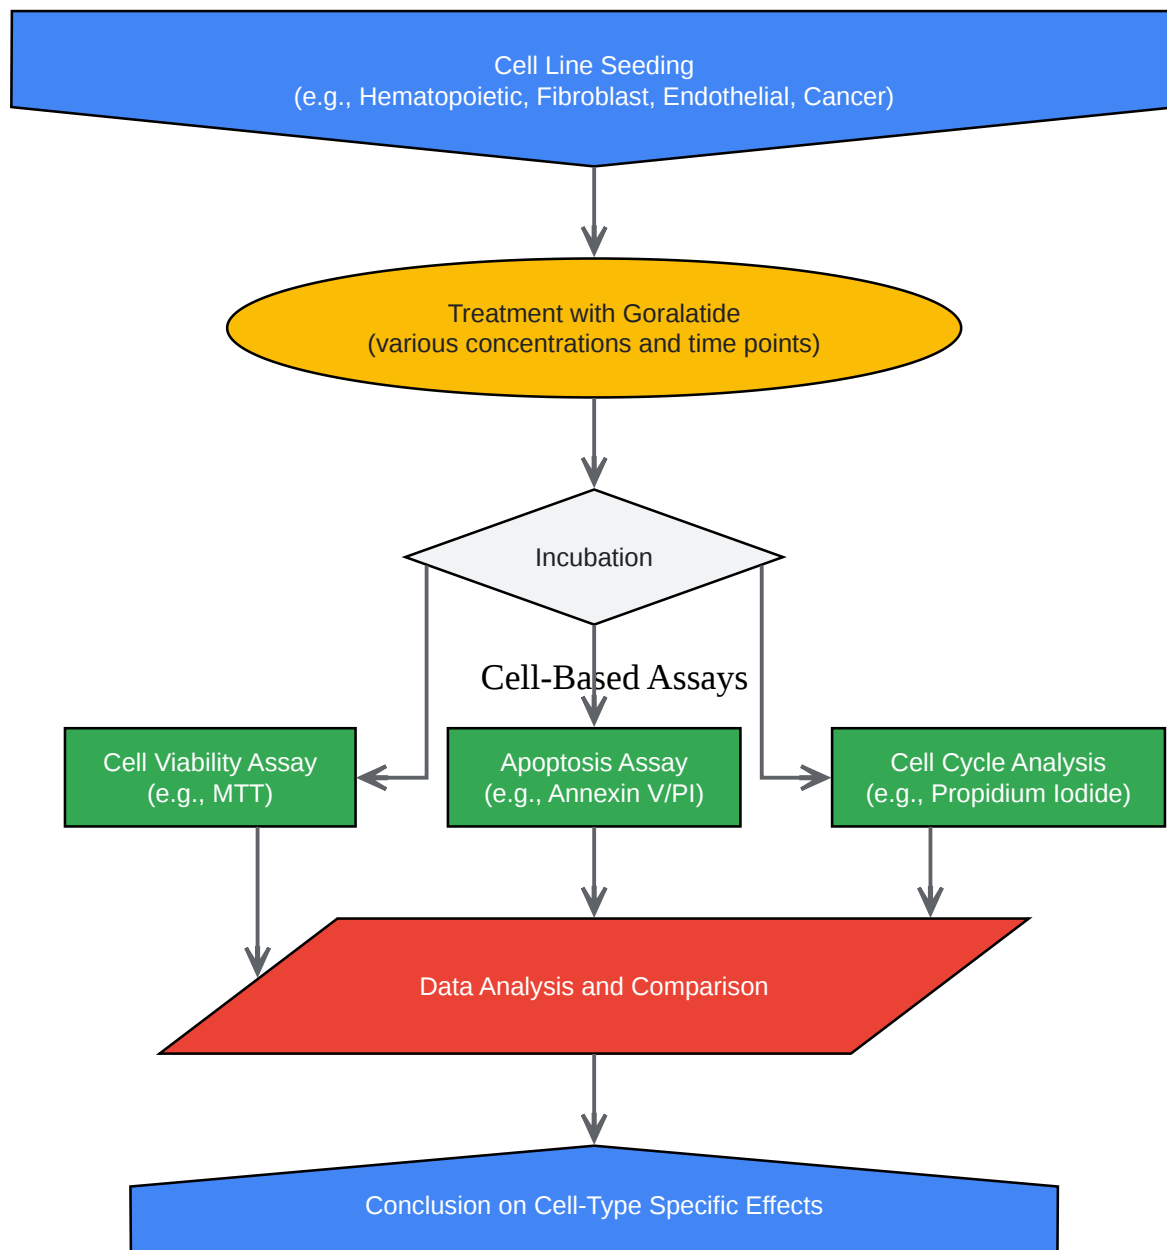 Cell Line Seeding
(e.g., Hematopoietic, Fibroblast, Endothelial, Cancer)
Treatment with Goralatide
(various concentrations and time points)
Incubation
Cell-Based Assays
Cell Viability Assay
(e.g., MTT)
Apoptosis Assay
(e.g., Annexin V/PI)
Cell Cycle Analysis
(e.g., Propidium Iodide)
Data Analysis and Comparison
Conclusion on Cell-Type Specific Effects